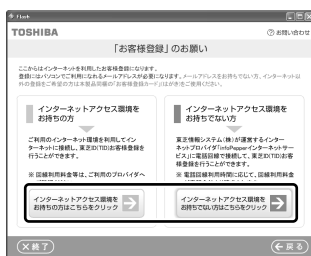 Flash
TOSHIBA
お問い合わせ
「お客様登録」のお願い
ここからはインターネットを利用したお客様登録になります。
登録にはパソコンでご利用になれるメールアドレスが必要になります。メールアドレスをお持ちでない方、インターネット以
外の登録をご希望の方は本製品同梱の「お客様登録カード」はがきをご使用ください。
インターネットアクセス環境を
お持ちの方
ご利用のインターネット環境を利用してイン
ターネットに接続し、東芝ID(TID)お客様登録を
行うことができます。
※ 回線利用料金等は、ご利用のプロバイダへ
インターネットアクセス環境を
お持ちの方はこちらをクリック
インターネットアクセス環境を
お持ちでない方
東芝情報システム(株)が運営するインター
ネットプロバイダ「infoPepperインターネットサービ
ス」に電話回線で接続して、東芝ID(TID)お客
様登録を行うことができます。
※ 電話回線利用時間に応じて、回線利用料金
インターネットアクセス環境を
お持ちでない方はこちらをクリック
終了
戻る